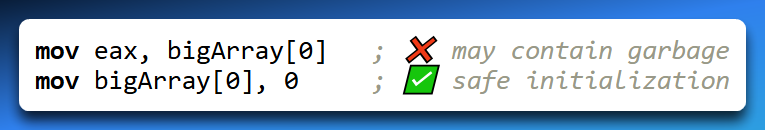 mov eax, bigArray[0]   ; ❌ may contain garbage
mov bigArray[0], 0     ; ✅ safe initialization